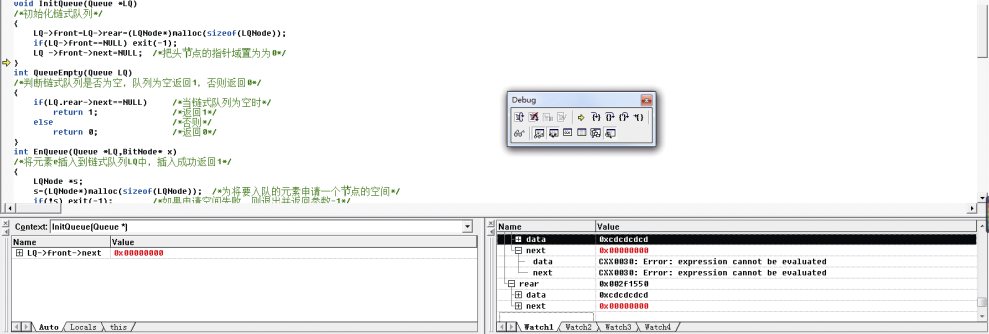 void InitQueue(Queue *LQ)
/*初始化链式队列*/
{
LQ->front=LQ->rear=(LQNode*)malloc(sizeof(LQNode));
if(LQ->front==NULL) exit(-1);
LQ ->front->next=NULL; /*把头节点的指针域置为为0*/
}
int QueueEmpty(Queue LQ)
/*判断链式队列是否为空，队列为空返回1，否则返回0*/
{
if(LQ.rear->next==NULL) /*当链式队列为空时*/
return 1; /*返回1*/
else /*否则*/
return 0; /*返回0*/
}
int EnQueue(Queue *LQ,BitNode* x)
/*将元素e插入到链式队列LQ中，插入成功返回1*/
{
LQNode *s;
s=(LQNode*)malloc(sizeof(LQNode)); /*为将要入队的元素申请一个节点的空间*/
if(!s) exit(-1); /*如果申请空间失败，则退出并返回参数-1*/
Debug
Context: InitQueue(Queue *)
Name Value
LQ->front->next 0x00000000
Auto Locals this
Name Value
data 0xcdcdcdcd
next 0x00000000
data CXX0030: Error: expression cannot be evaluated
next CXX0030: Error: expression cannot be evaluated
rear 0x002f1550
data 0xcdcdcdcd
next 0x00000000
Watch1 Watch2 Watch3 Watch4